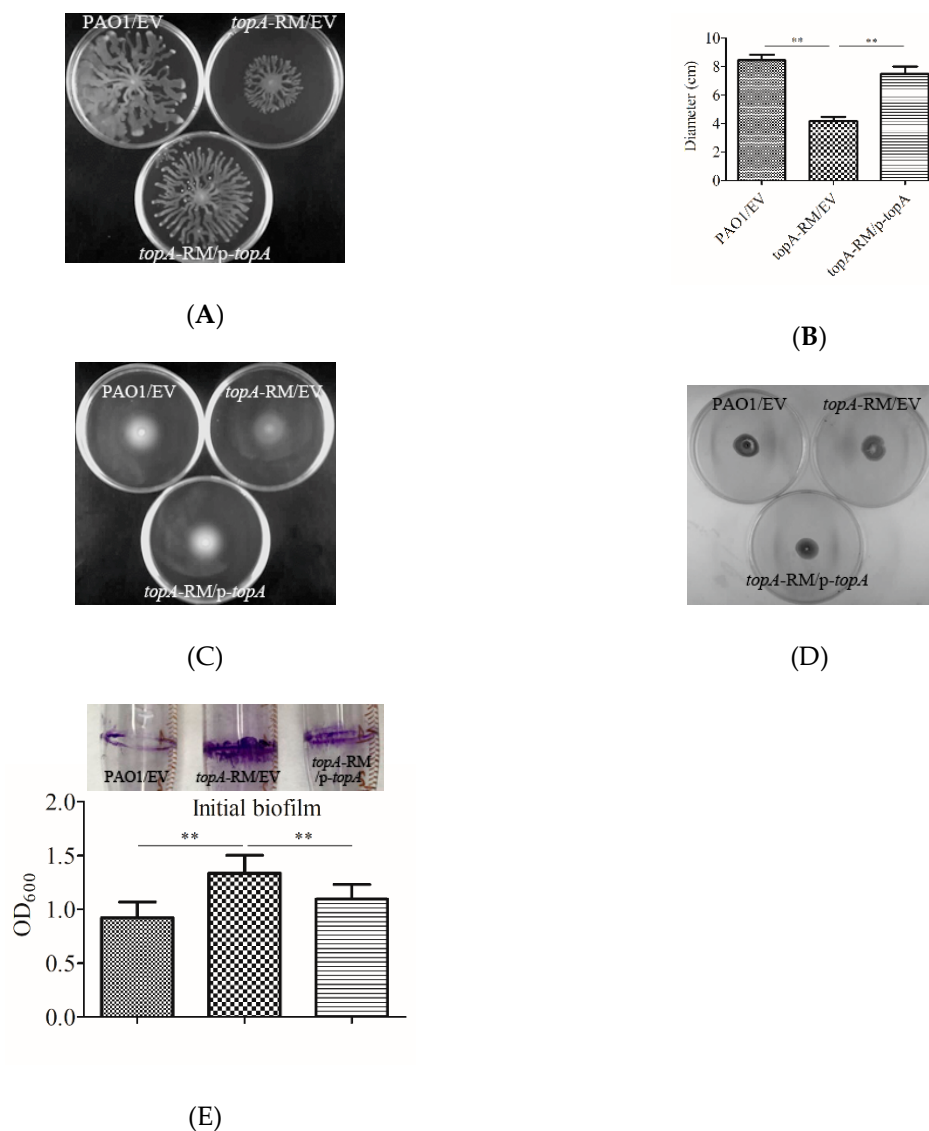 PAO1/EV
topA-RM/EV
topA-RM/p-topA
(A)
10
8
6
4
2
0
Diameter (cm)
**
**
PAO1/EV
topA-RM/EV
topA-RM/p-topA
(B)
PAO1/EV
topA-RM/EV
topA-RM/p-topA
(C)
PAO1/EV
topA-RM/EV
topA-RM/p-topA
(D)
PAO1/EV
topA-RM/EV
topA-RM
/p-topA
Initial biofilm
**
**
2.0
1.5
1.0
0.5
0.0
OD600
(E)